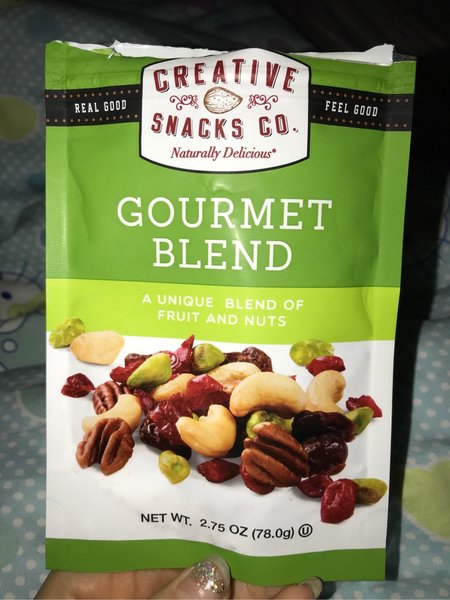 CREATIVE
SNACKS CO.
Naturally Delicious®
REAL GOOD
FEEL GOOD
GOURMET
BLEND
A UNIQUE BLEND OF
FRUIT AND NUTS
NET WT. 2.75 OZ (78.0g) Ⓤ